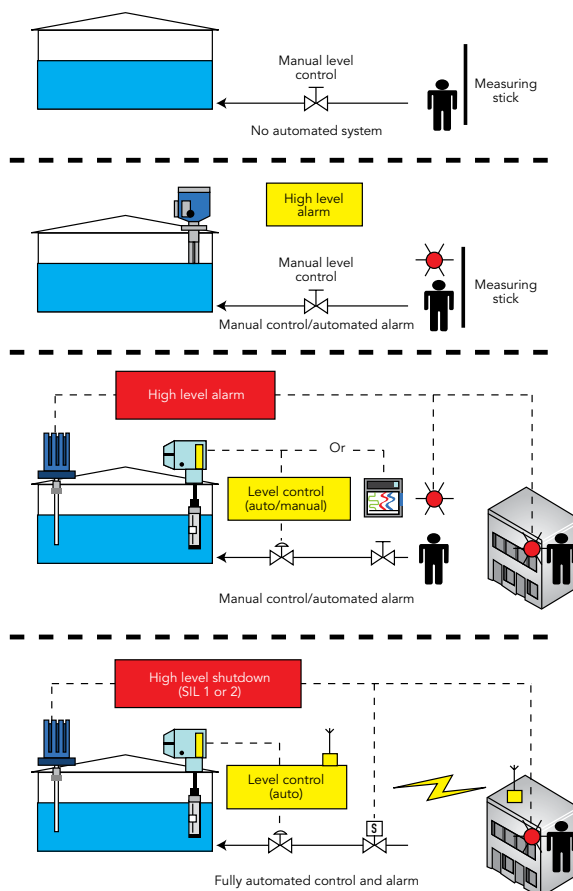 Manual level
control
Measuring
stick
No automated system
High level
alarm
Manual level
control
Measuring
stick
Manual control/automated alarm
High level alarm
Or
Level control
(auto/manual)
Manual control/automated alarm
High level shutdown
(SIL 1 or 2)
Level control
(auto)
S
Fully automated control and alarm